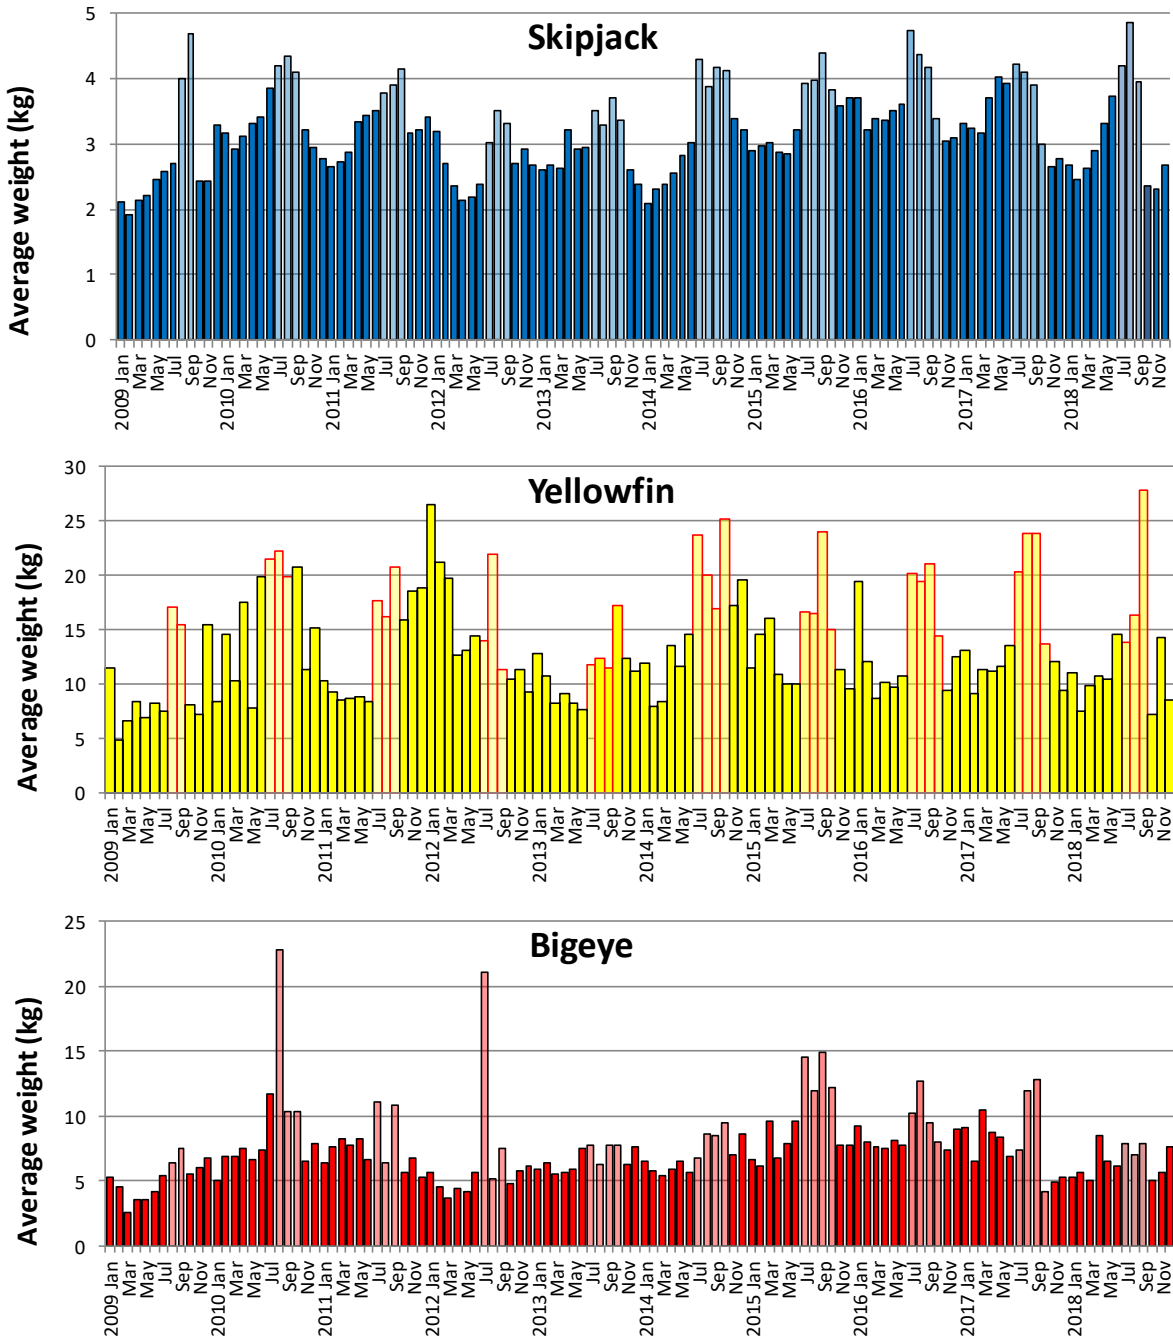 Skipjack
Average weight (kg)
5
4
3
2
1
0
2009 Jan Mar May Jul Sep Nov 2010 Jan Mar May Jul Sep Nov 2011 Jan Mar May Jul Sep Nov 2012 Jan Mar May Jul Sep Nov 2013 Jan Mar May Jul Sep Nov 2014 Jan Mar May Jul Sep Nov 2015 Jan Mar May Jul Sep Nov 2016 Jan Mar May Jul Sep Nov 2017 Jan Mar May Jul Sep Nov 2018 Jan Mar May Jul Sep Nov
Yellowfin
Average weight (kg)
30
25
20
15
10
5
0
2009 Jan Mar May Jul Sep Nov 2010 Jan Mar May Jul Sep Nov 2011 Jan Mar May Jul Sep Nov 2012 Jan Mar May Jul Sep Nov 2013 Jan Mar May Jul Sep Nov 2014 Jan Mar May Jul Sep Nov 2015 Jan Mar May Jul Sep Nov 2016 Jan Mar May Jul Sep Nov 2017 Jan Mar May Jul Sep Nov 2018 Jan Mar May Jul Sep Nov
Bigeye
Average weight (kg)
25
20
15
10
5
0
2009 Jan Mar May Jul Sep Nov 2010 Jan Mar May Jul Sep Nov 2011 Jan Mar May Jul Sep Nov 2012 Jan Mar May Jul Sep Nov 2013 Jan Mar May Jul Sep Nov 2014 Jan Mar May Jul Sep Nov 2015 Jan Mar May Jul Sep Nov 2016 Jan Mar May Jul Sep Nov 2017 Jan Mar May Jul Sep Nov 2018 Jan Mar May Jul Sep Nov